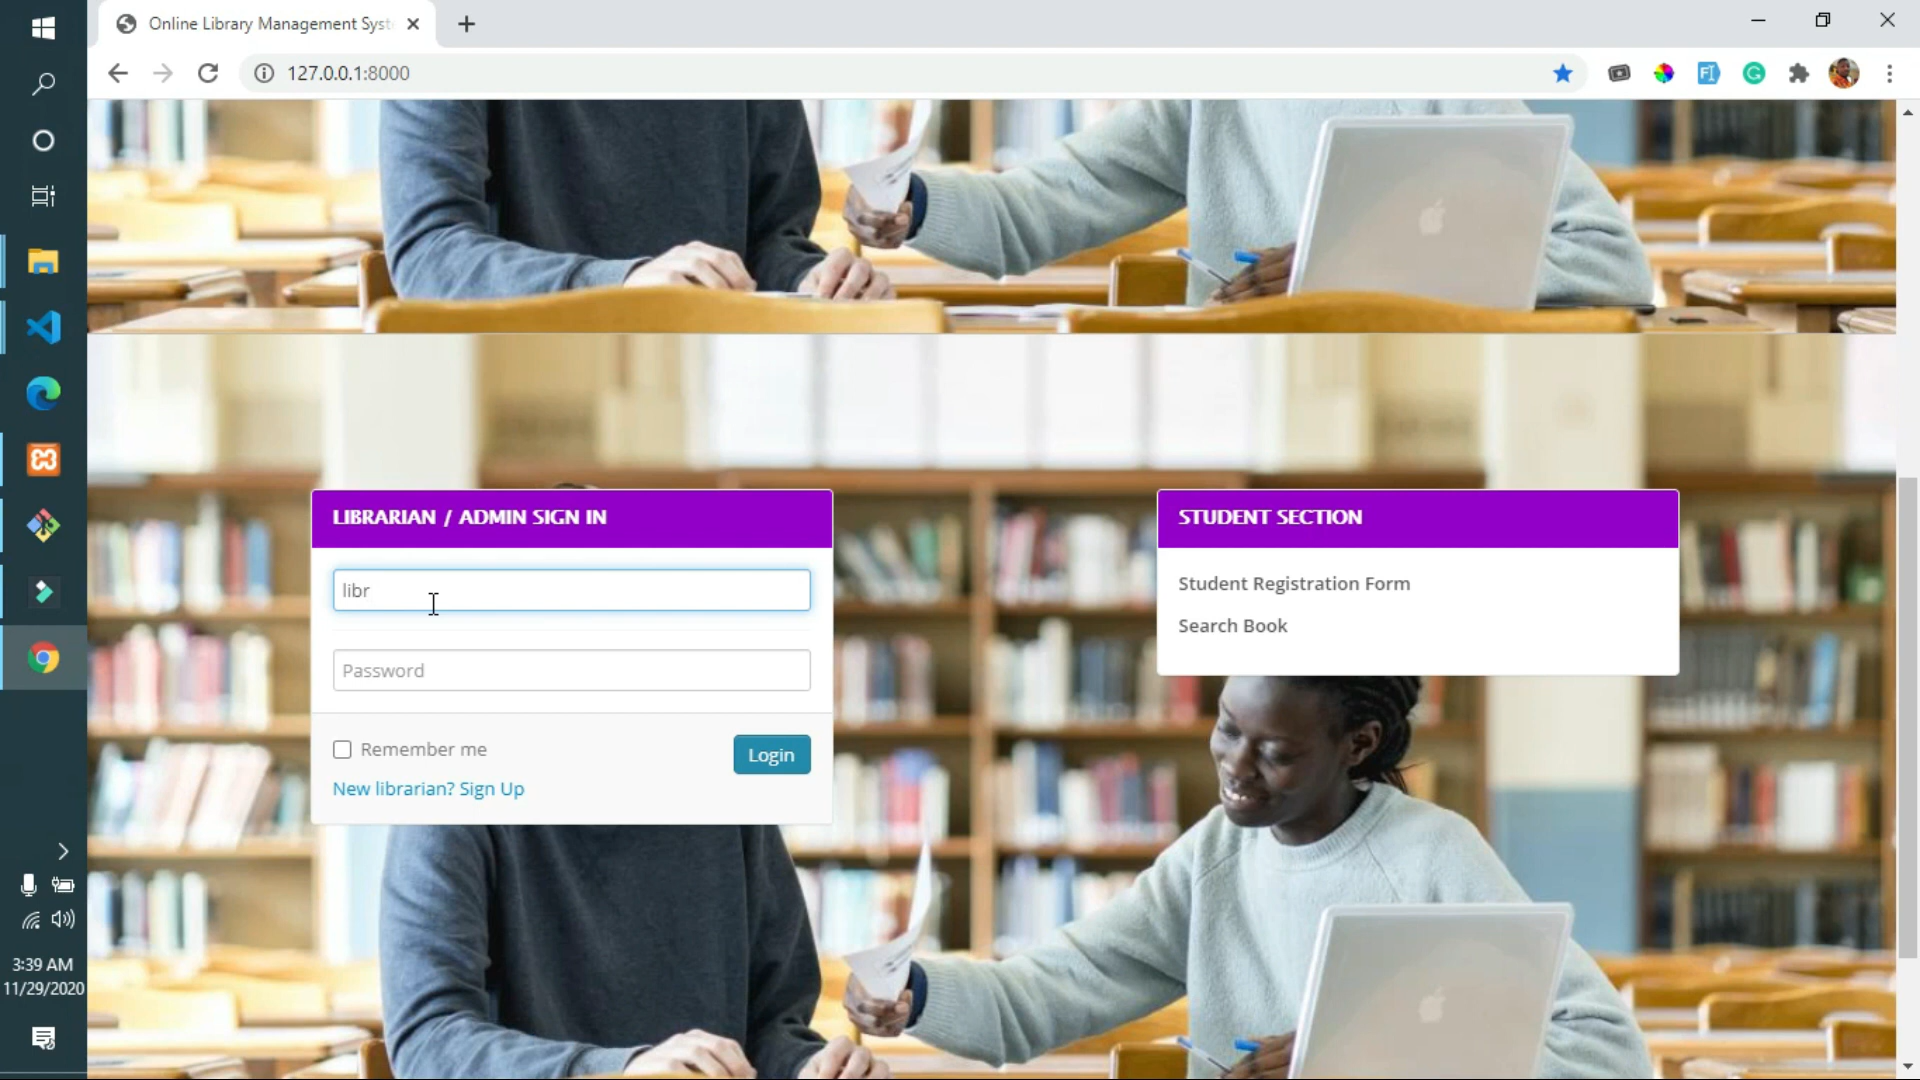 Online Library Management Syst
127.0.0.1:8000
LIBRARIAN / ADMIN SIGN IN
libr
Password
Remember me
Login
New librarian? Sign Up
STUDENT SECTION
Student Registration Form
Search Book
3:39 AM
11/29/2020